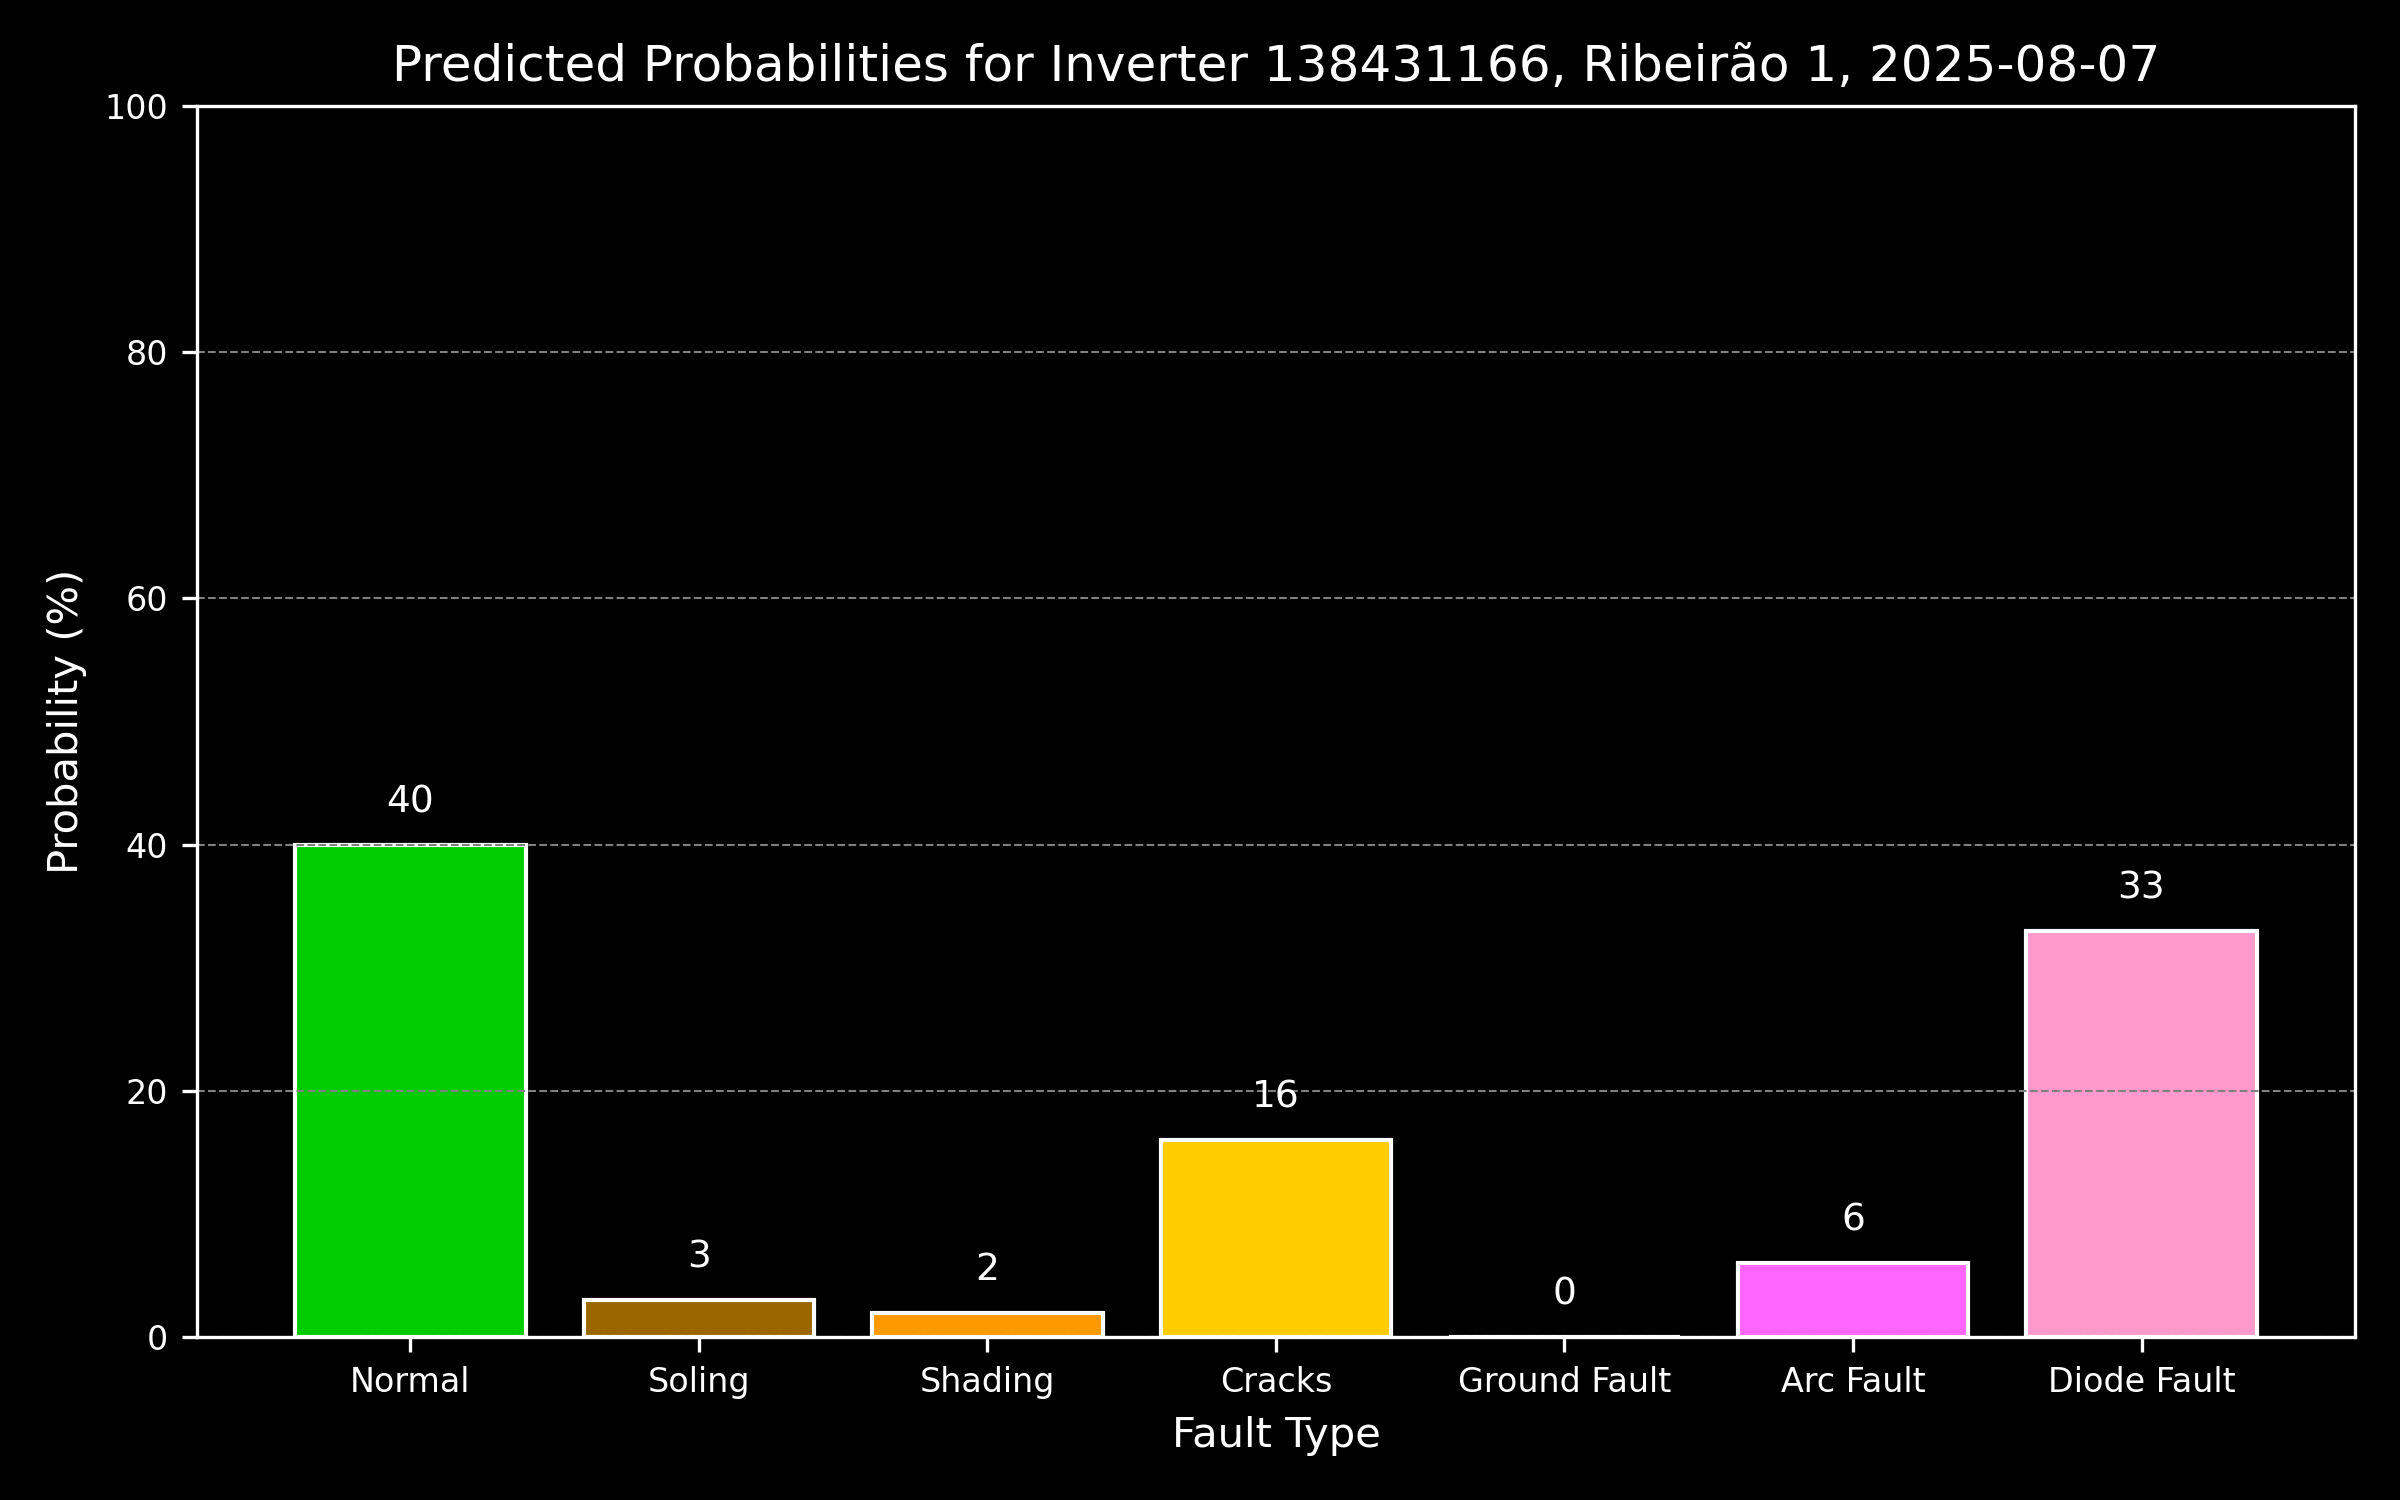 Predicted Probabilities for Inverter 138431166, Ribeirão 1, 2025-08-07
Probability (%)
100
80
60
40
20
0
40
3
2
16
0
6
33
Normal
Soling
Shading
Cracks
Ground Fault
Arc Fault
Diode Fault
Fault Type